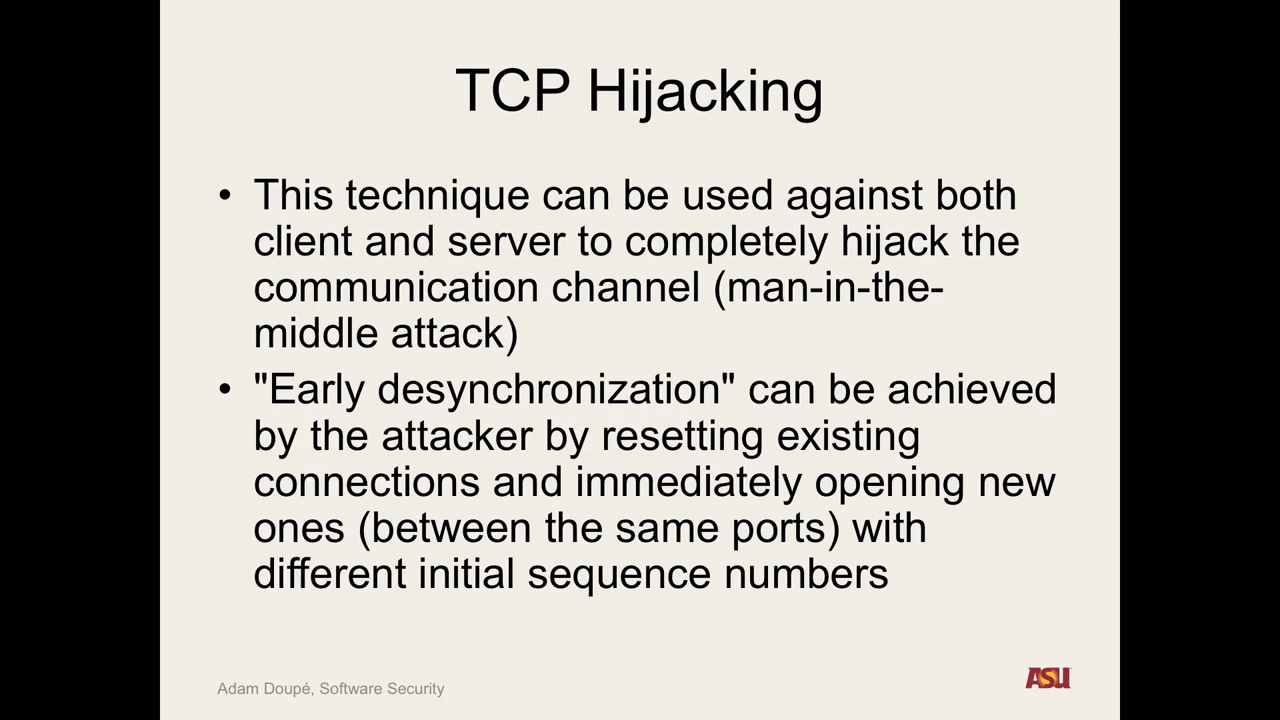 TCP Hijacking
• This technique can be used against both
client and server to completely hijack the
communication channel (man-in-the-
middle attack)
• "Early desynchronization" can be achieved
by the attacker by resetting existing
connections and immediately opening new
ones (between the same ports) with
different initial sequence numbers
Adam Doupé, Software Security
ASU